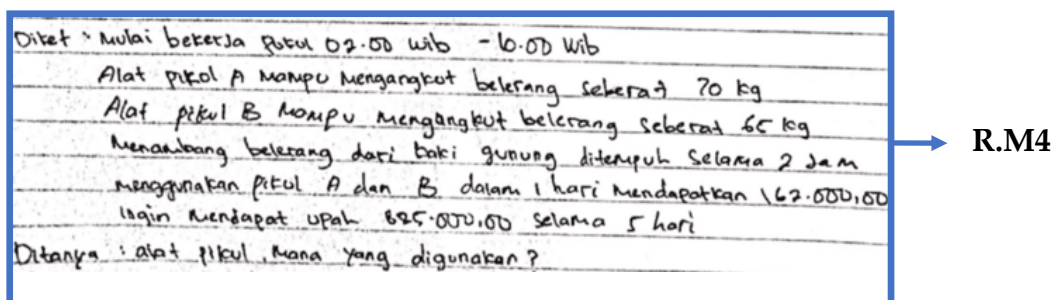 Diket : Mulai bekerja pukul 02.00 wib - 10.00 wib
Alat pikol A Mampu Mengangkut belerang seberat 70 kg
Alat pikul B Mampu Mengangkut belerang seberat 65 kg
Menambang belerang dari kaki gunung ditempuh selama 2 Jam
Menggunakan pikul A dan B dalam 1 hari Mendapatkan 162.000,00
Ingin Mendapat upah 825.000,00 selama 5 hari
Ditanya : alat pikul Mana yang digunakan?
R.M4